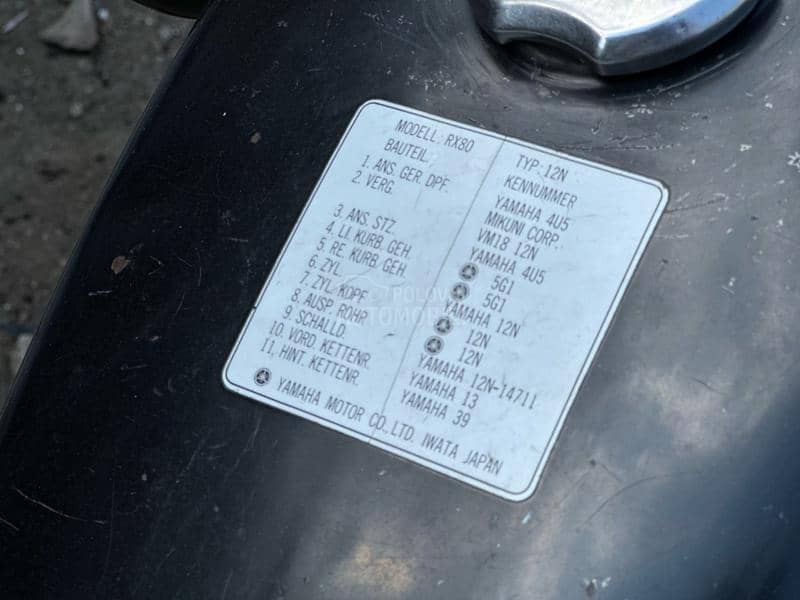 MODELL: RX80 TYP: 12N
BAUTEIL: KENNUMMER
1. ANS. GER. DPF. YAMAHA 4U5
2. VERG. MIKUNI CORP.
VM18 12N
3. ANS. STZ. YAMAHA 4U5
4. LI. KURB. GEH. 5G1
5. RE. KURB. GEH. 5G1
6. ZYL. YAMAHA 12N
7. ZYL. KOPF. 12N
8. AUSP. ROHR. 12N
9. SCHALLD. YAMAHA 12N-14711
10. VORD. KETTENR. YAMAHA 13
11. HINT. KETTENR. YAMAHA 39
YAMAHA MOTOR CO., LTD. IWATA JAPAN